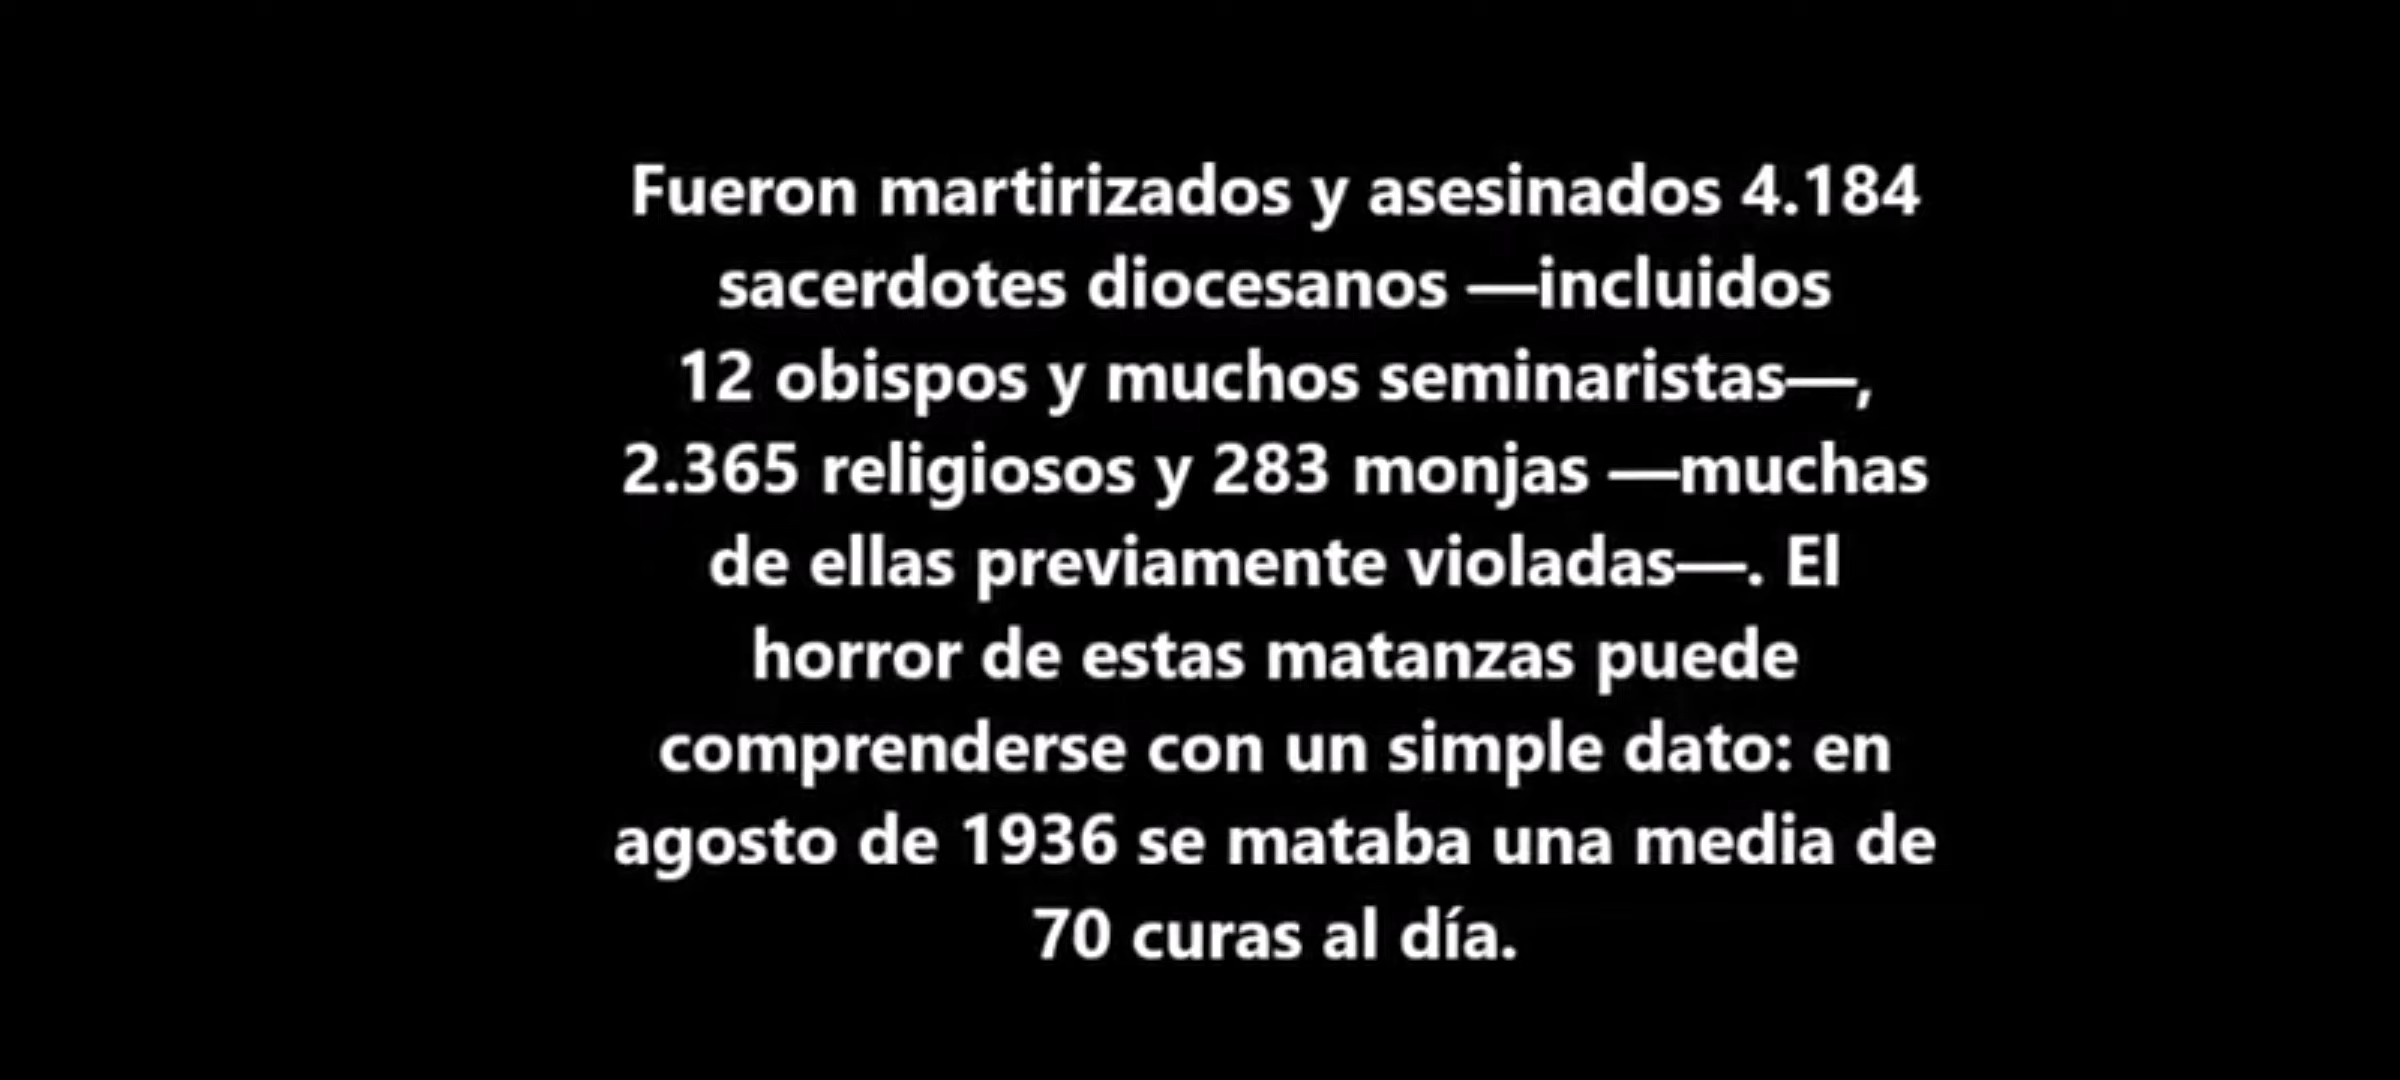 Fueron martirizados y asesinados 4.184
sacerdotes diocesanos —incluidos
12 obispos y muchos seminaristas—,
2.365 religiosos y 283 monjas —muchas
de ellas previamente violadas—. El
horror de estas matanzas puede
comprenderse con un simple dato: en
agosto de 1936 se mataba una media de
70 curas al día.